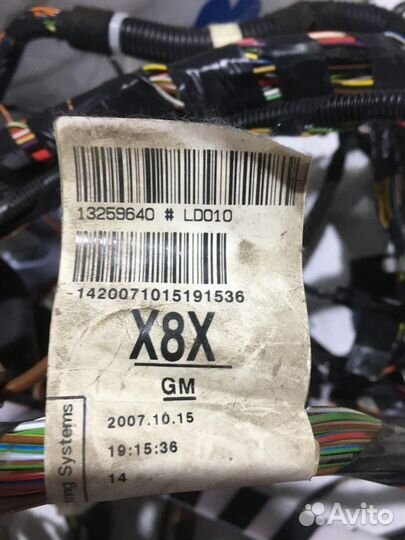 13259640 # LD010
1420071015191536
X8X
GM
2007.10.15
19:15:36
14
Systems
Avito